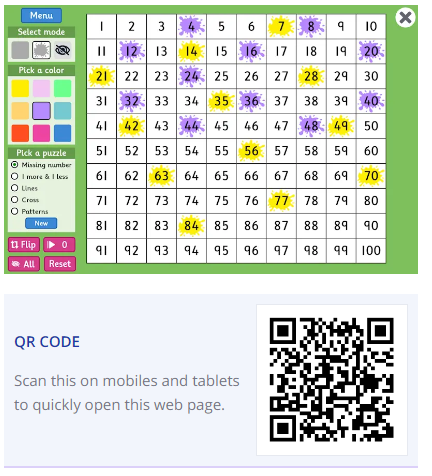 Menu
Select mode
Pick a color
Pick a puzzle
Missing number
1 more & 1 less
Lines
Cross
Patterns
New
Flip
0
All Reset
1 2 3 4 5 6 7 8 9 10
11 12 13 14 15 16 17 18 19 20
21 22 23 24 25 26 27 28 29 30
31 32 33 34 35 36 37 38 39 40
41 42 43 44 45 46 47 48 49 50
51 52 53 54 55 56 57 58 59 60
61 62 63 64 65 66 67 68 69 70
71 72 73 74 75 76 77 78 79 80
81 82 83 84 85 86 87 88 89 90
91 92 93 94 95 96 97 98 99 100
QR CODE
Scan this on mobiles and tablets
to quickly open this web page.